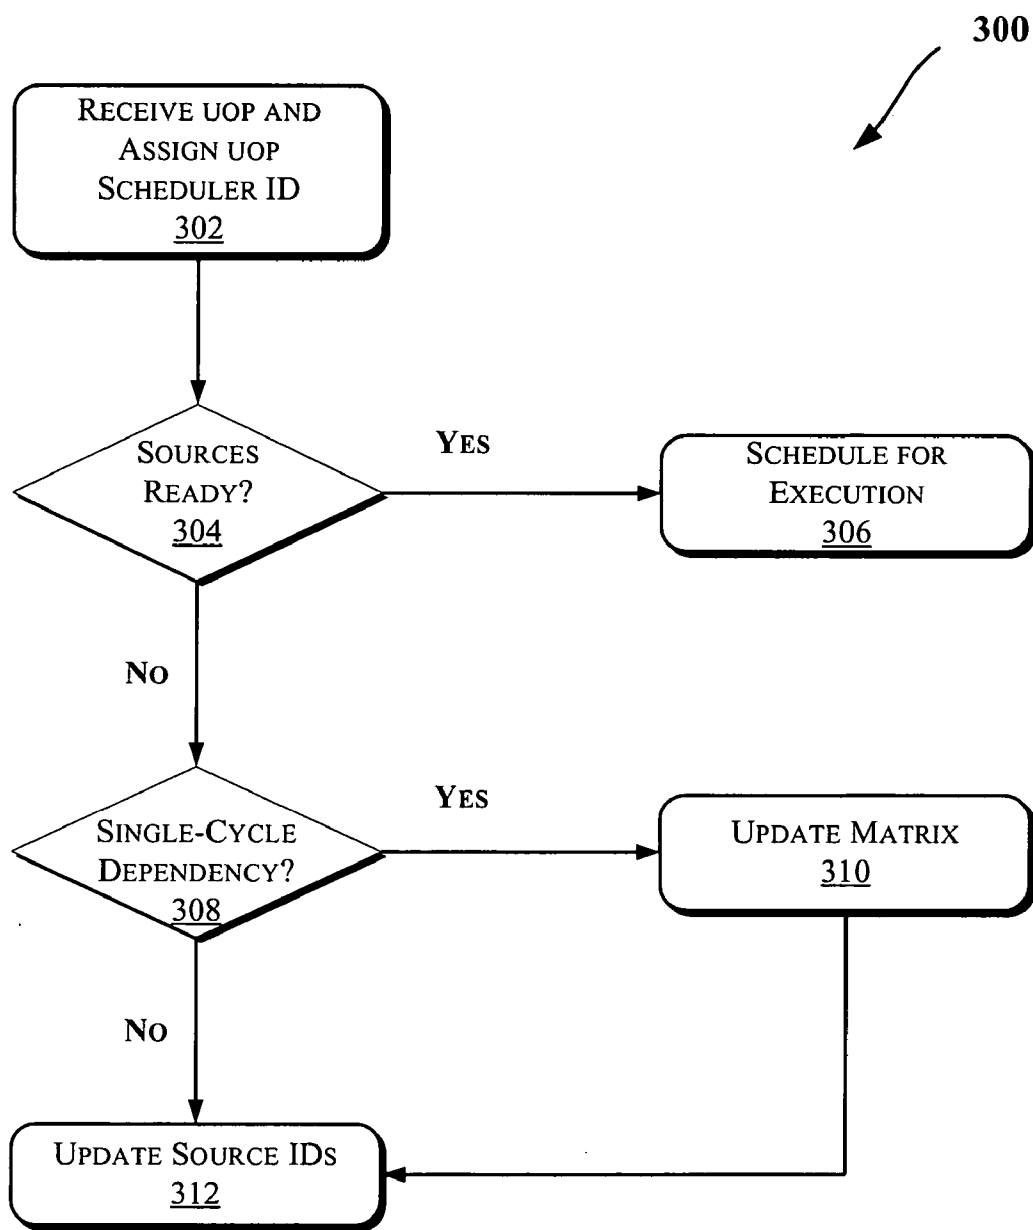 300
RECEIVE UOP AND
ASSIGN UOP
SCHEDULER ID
302
SOURCES
READY?
304
YES
SCHEDULE FOR
EXECUTION
306
NO
SINGLE-CYCLE
DEPENDENCY?
308
YES
UPDATE MATRIX
310
NO
UPDATE SOURCE IDS
312